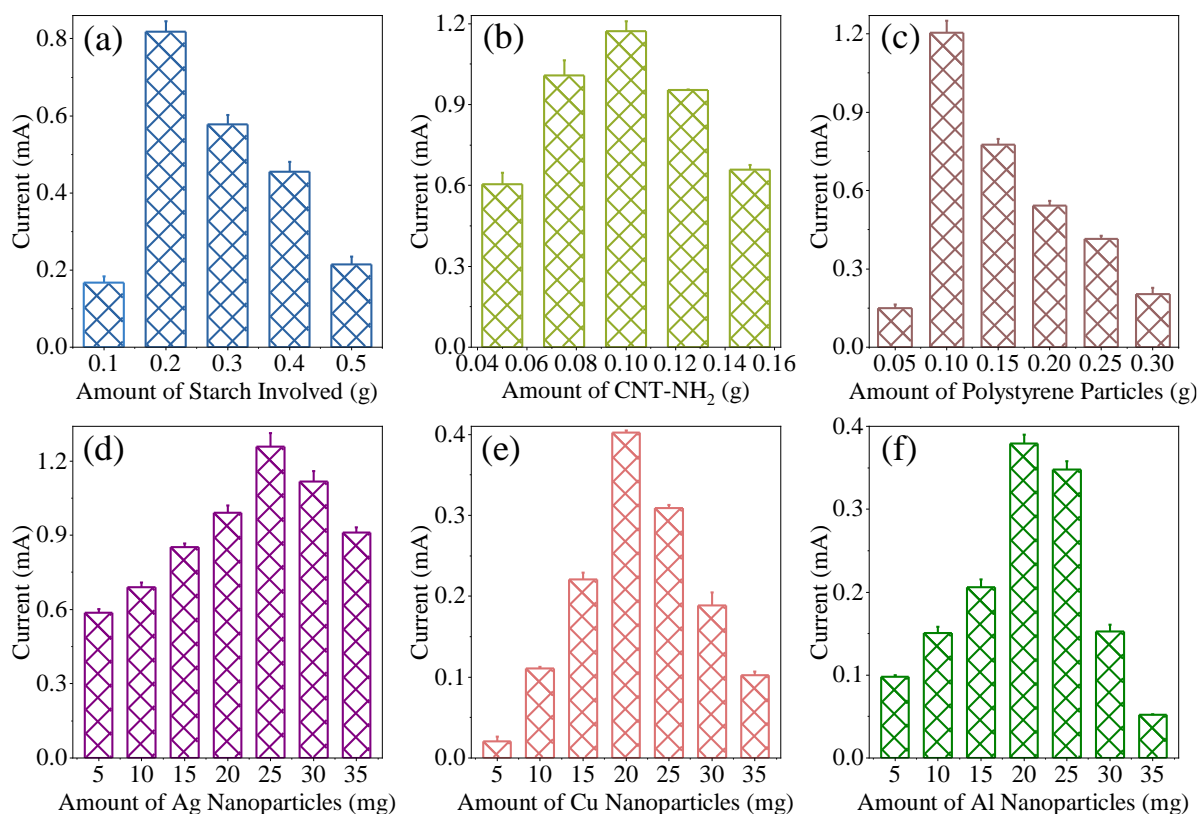 (a)
Current (mA)
0.8
0.6
0.4
0.2
0.0
0.1 0.2 0.3 0.4 0.5
Amount of Starch Involved (g)
(b)
Current (mA)
1.2
0.9
0.6
0.3
0.0
0.04 0.06 0.08 0.10 0.12 0.14 0.16
Amount of CNT-NH₂ (g)
(c)
Current (mA)
1.2
0.9
0.6
0.3
0.0
0.05 0.10 0.15 0.20 0.25 0.30
Amount of Polystyrene Particles (g)
(d)
Current (mA)
1.2
0.9
0.6
0.3
0.0
5 10 15 20 25 30 35
Amount of Ag Nanoparticles (mg)
(e)
Current (mA)
0.4
0.3
0.2
0.1
0.0
5 10 15 20 25 30 35
Amount of Cu Nanoparticles (mg)
(f)
Current (mA)
0.4
0.3
0.2
0.1
0.0
5 10 15 20 25 30 35
Amount of Al Nanoparticles (mg)